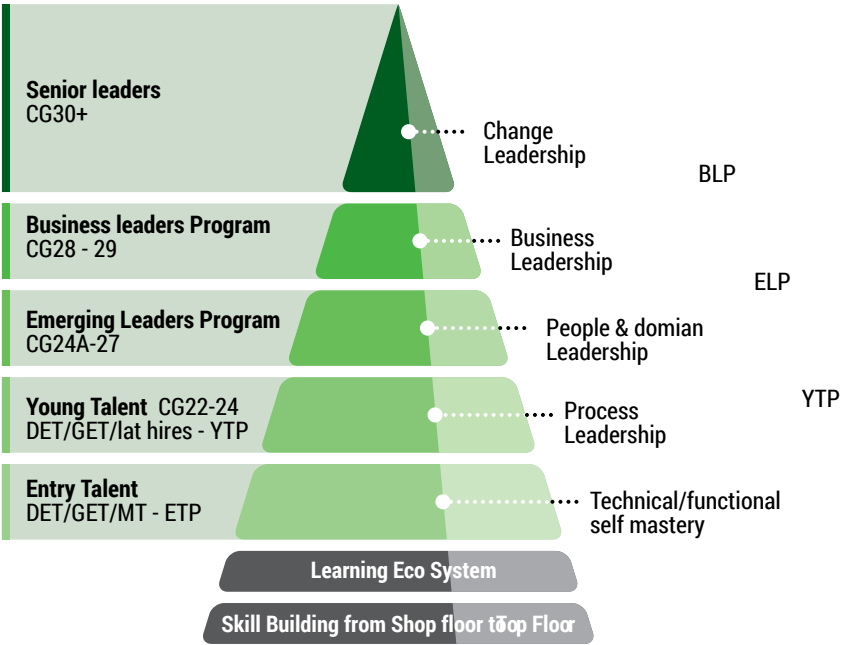 Senior leaders
CG30+
Change
Leadership
BLP
Business leaders Program
CG28 - 29
Business
Leadership
ELP
Emerging Leaders Program
CG24A-27
People & domian
Leadership
YTP
Young Talent CG22-24
DET/GET/lat hires - YTP
Process
Leadership
Entry Talent
DET/GET/MT - ETP
Technical/functional
self mastery
Learning Eco System
Skill Building from Shop floor to Top Floor